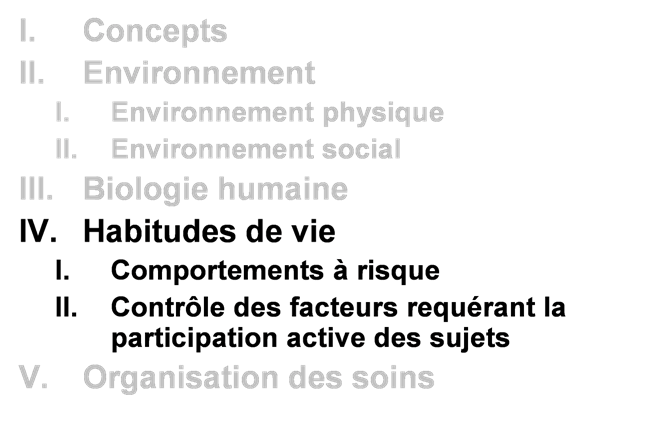 I. Concepts
II. Environnement
I. Environnement physique
II. Environnement social
III. Biologie humaine
IV. Habitudes de vie
I. Comportements à risque
II. Contrôle des facteurs requérant la
participation active des sujets
V. Organisation des soins